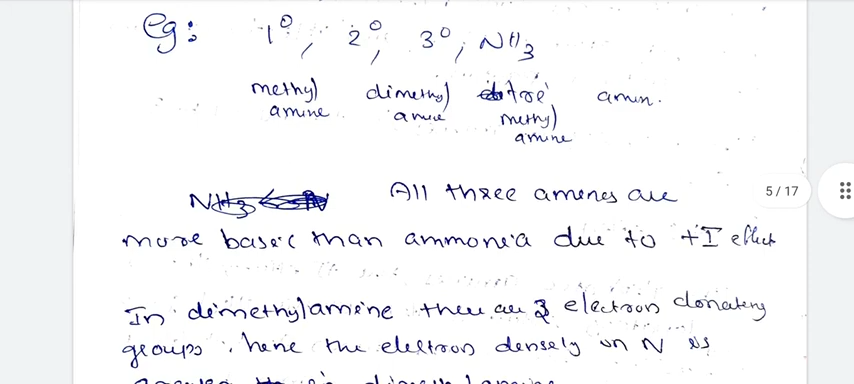 eg: 1°, 2°, 3°, NH3
methyl dimethyl tri amin.
amine amine methyl
amine
NH3 All three amines are
5 / 17
more basic than ammonia due to +I effect
In dimethylamine there are 2 electron donating
groups, hence the electron density on N is